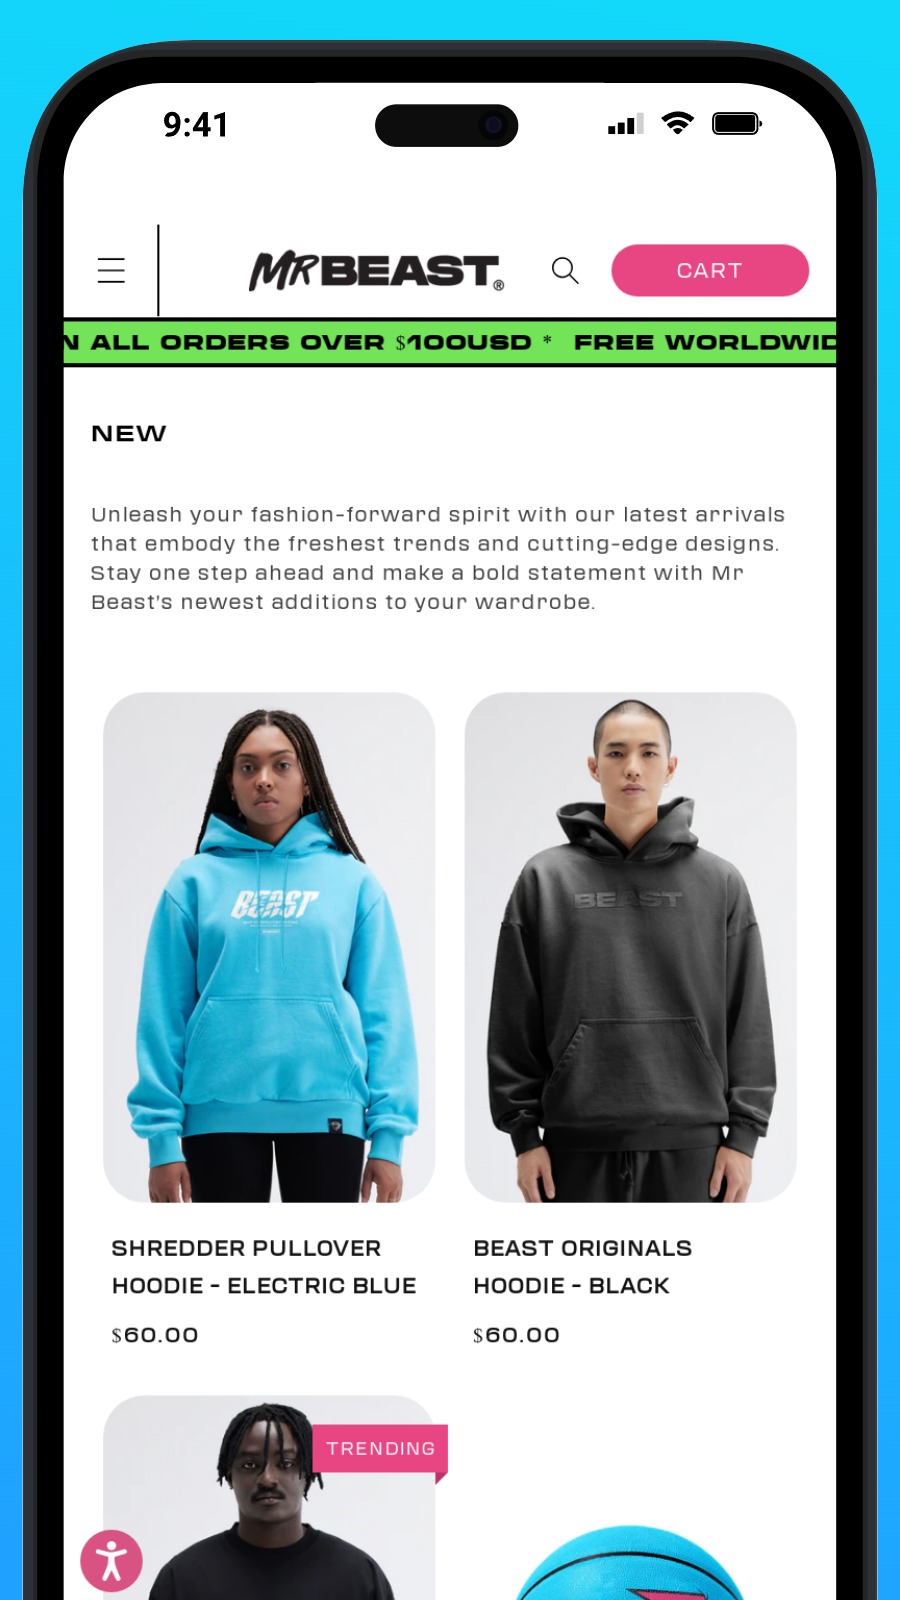 9:41
MRBEAST®
CART
N ALL ORDERS OVER $100USD * FREE WORLDWID
NEW
Unleash your fashion-forward spirit with our latest arrivals
that embody the freshest trends and cutting-edge designs.
Stay one step ahead and make a bold statement with Mr
Beast's newest additions to your wardrobe.
BEAST
BEAST
SHREDDER PULLOVER
HOODIE - ELECTRIC BLUE
$60.00
BEAST ORIGINALS
HOODIE - BLACK
$60.00
TRENDING